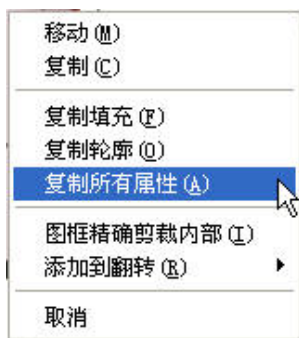 移动(M)
复制(C)
复制填充(F)
复制轮廓(O)
复制所有属性(A)
图框精确剪裁内部(I)
添加到翻转(R)
取消